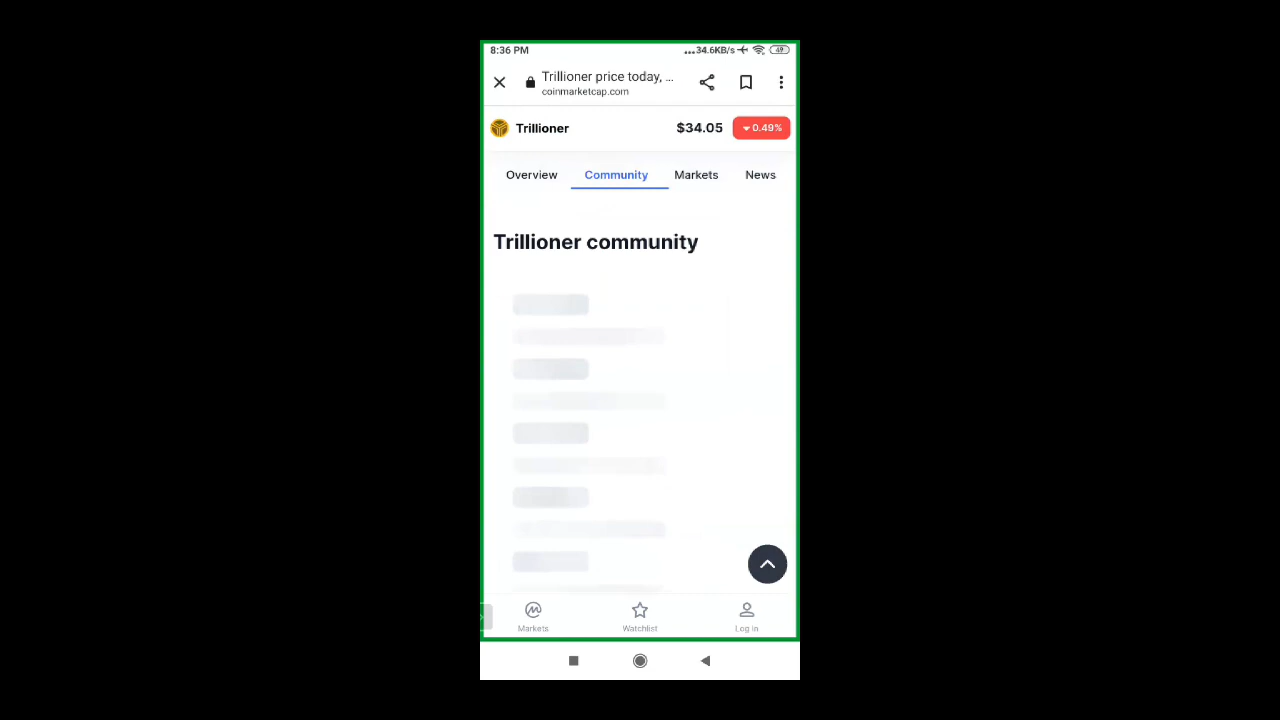 8:36 PM
...34.6KB/s
49
Trillioner price today, ...
coinmarketcap.com
Trillioner
$34.05
0.49%
Overview
Community
Markets
News
Trillioner community
Markets
Watchlist
Log in